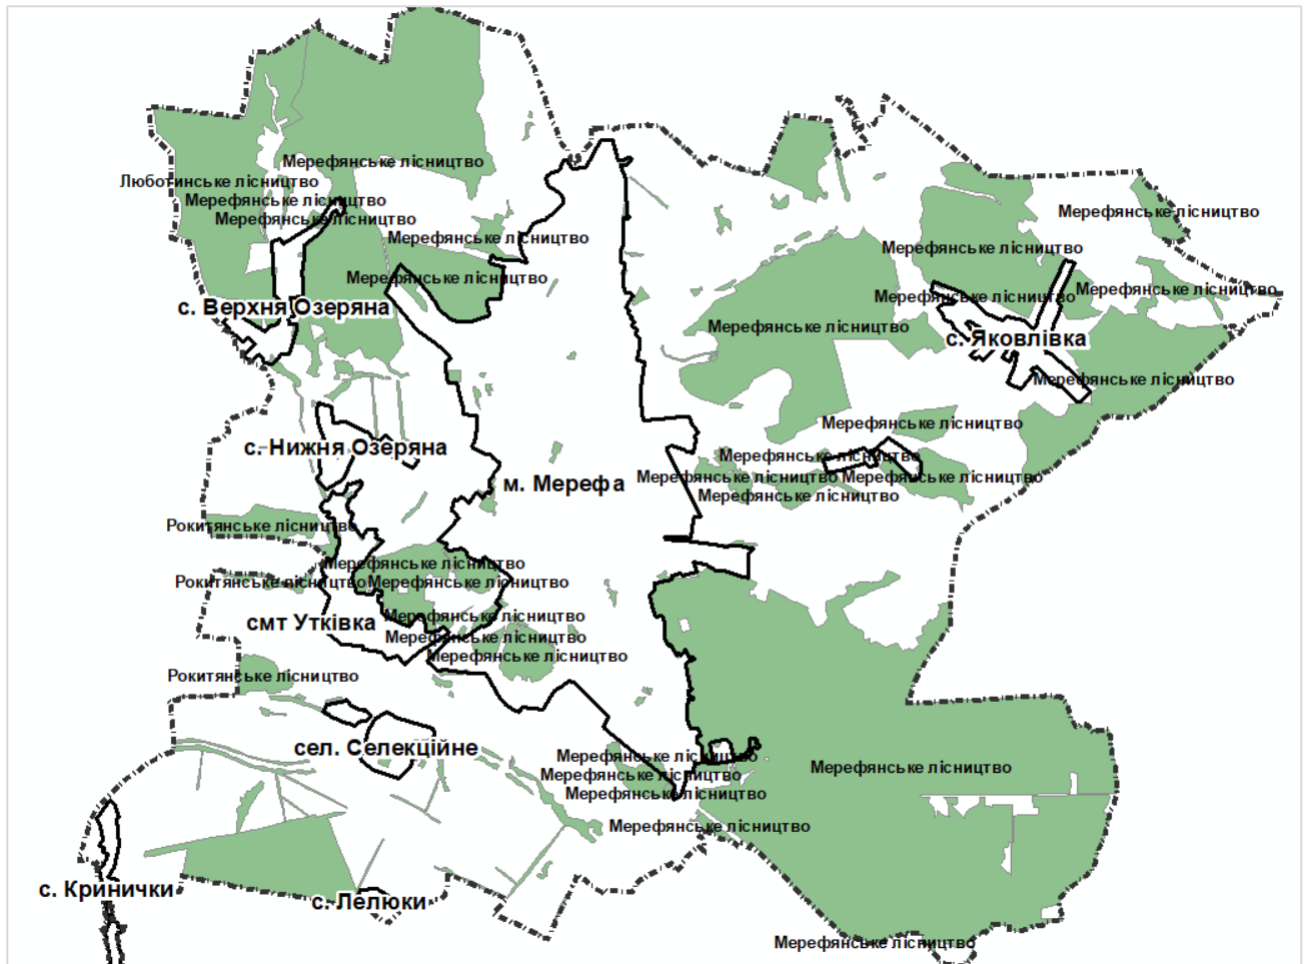 Мерефянське лісництво
Люботинське лісництво
Мерефянське лісництво
Мерефянське лісництво
Мерефянське лісництво
Мерефянське лісництво
Мерефянське лісництво
Мерефянське лісництво
Мерефянське лісництво
Мерефянське лісництво
Мерефянське лісництво
с. Верхня Озеряна
Мерефянське лісництво
с. Яковлівка
Мерефянське лісництво
Мерефянське лісництво
с. Нижня Озеряна
Мерефянське лісництво
Мерефянське лісництво
Мерефянське лісництво
м. Мерефа
Мерефянське лісництво
Рокитянське лісництво
Мерефянське лісництво
Рокитянське лісництво
Мерефянське лісництво
Мерефянське лісництво
смт Утківка
Мерефянське лісництво
Мерефянське лісництво
Рокитянське лісництво
сел. Селекційне
Мерефянське лісництво
Мерефянське лісництво
Мерефянське лісництво
Мерефянське лісництво
Мерефянське лісництво
с. Кринички
с. Лелюки
Мерефянське лісництво